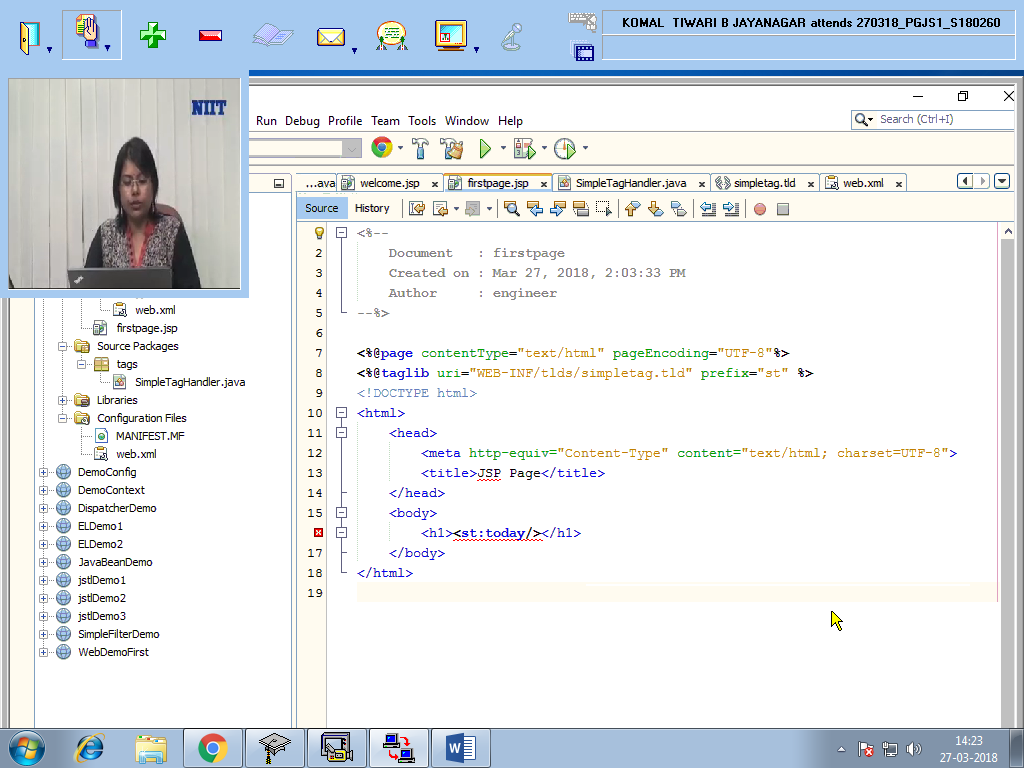 KOMAL TIWARI B JAYANAGAR attends 270318_PGJS1_S180260
NIIT
Run Debug Profile Team Tools Window Help
Search (Ctrl+I)
...ava welcome.jsp firstpage.jsp SimpleTagHandler.java simpletag.tld web.xml
Source History
<%--
2 Document : firstpage
3 Created on : Mar 27, 2018, 2:03:33 PM
4 Author : engineer
5 --%>
6
7 <%@page contentType="text/html" pageEncoding="UTF-8"%>
8 <%@taglib uri="WEB-INF/tlds/simpletag.tld" prefix="st" %>
9 <!DOCTYPE html>
10 <html>
11 <head>
12 <meta http-equiv="Content-Type" content="text/html; charset=UTF-8">
13 <title>JSP Page</title>
14 </head>
15 <body>
<h1><st:today/></h1>
17 </body>
18 </html>
19
web.xml
firstpage.jsp
Source Packages
tags
SimpleTagHandler.java
Libraries
Configuration Files
MANIFEST.MF
web.xml
DemoConfig
DemoContext
DispatcherDemo
ELDemo1
ELDemo2
JavaBeanDemo
jstlDemo1
jstlDemo2
jstlDemo3
SimpleFilterDemo
WebDemoFirst
14:23
27-03-2018